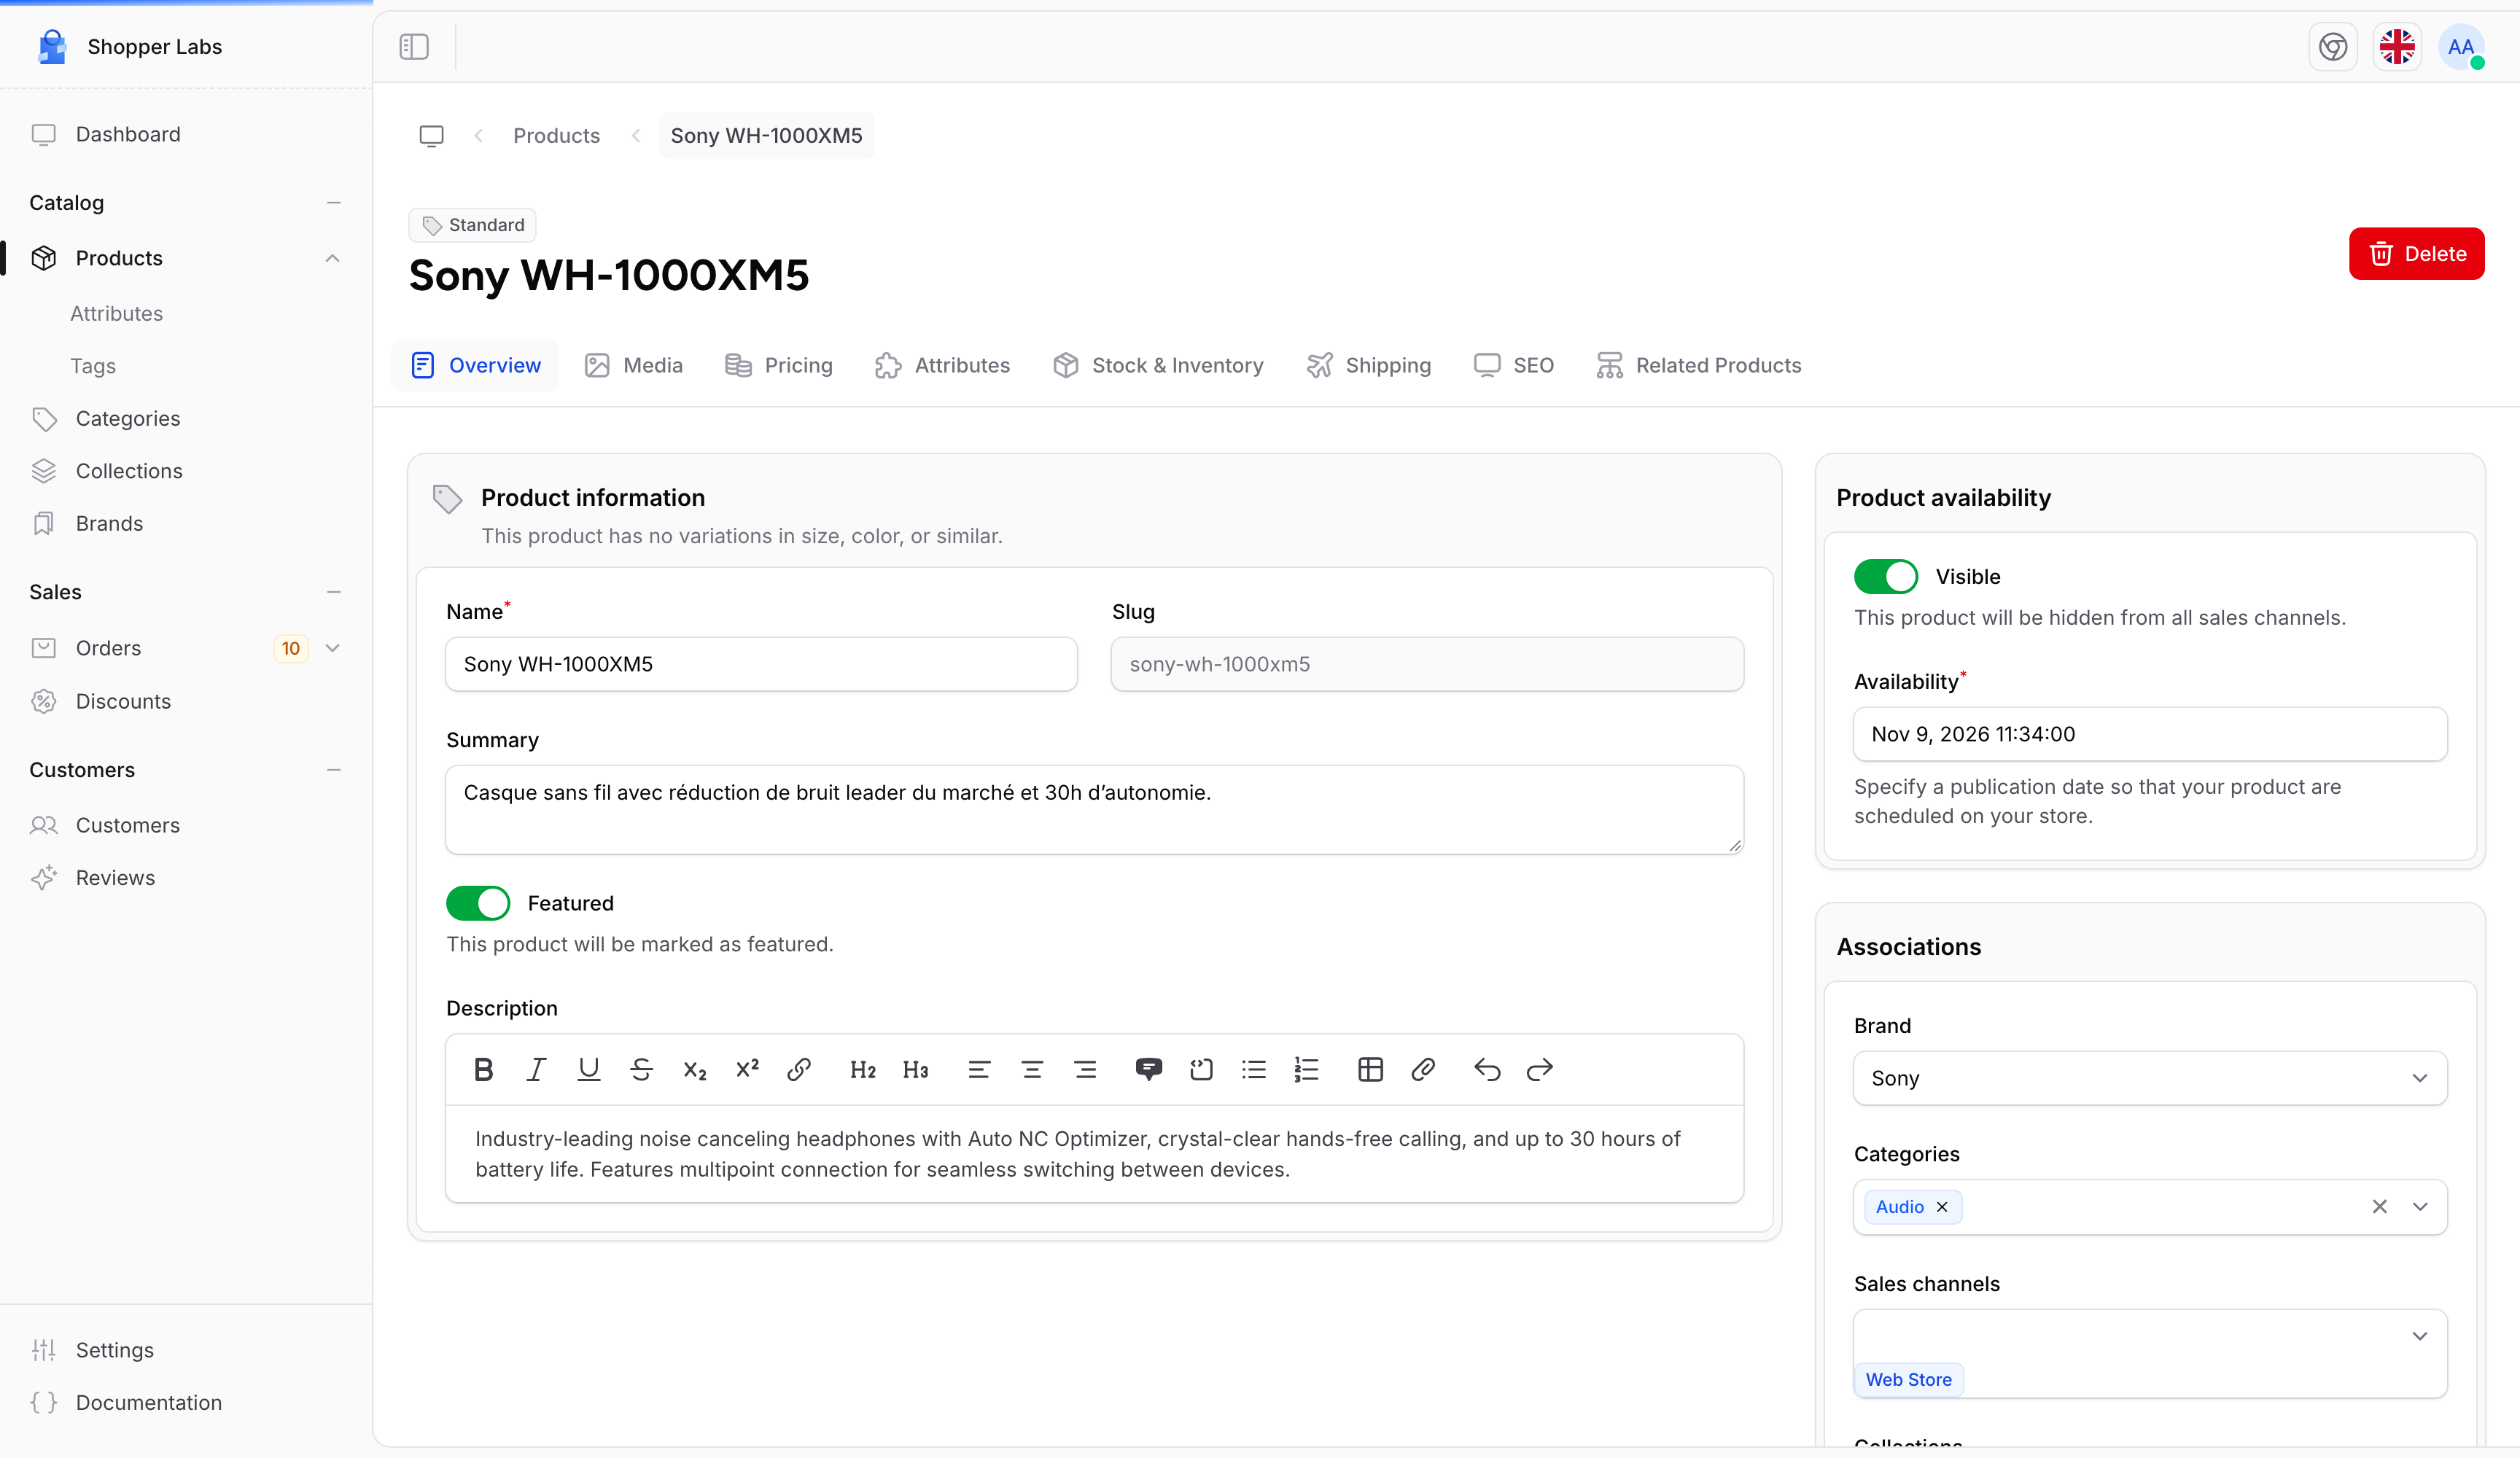 Shopper Labs
AA
Dashboard
Catalog
Products
Attributes
Tags
Categories
Collections
Brands
Sales
Orders
10
Discounts
Customers
Customers
Reviews
Settings
Documentation
Products
Sony WH-1000XM5
Standard
Sony WH-1000XM5
Delete
Overview
Media
Pricing
Attributes
Stock & Inventory
Shipping
SEO
Related Products
Product information
This product has no variations in size, color, or similar.
Name*
Slug
Sony WH-1000XM5
sony-wh-1000xm5
Summary
Casque sans fil avec réduction de bruit leader du marché et 30h d’autonomie.
Featured
This product will be marked as featured.
Description
B I U S x₂ x² H2 H3
Industry-leading noise canceling headphones with Auto NC Optimizer, crystal-clear hands-free calling, and up to 30 hours of
battery life. Features multipoint connection for seamless switching between devices.
Product availability
Visible
This product will be hidden from all sales channels.
Availability*
Nov 9, 2026 11:34:00
Specify a publication date so that your product are
scheduled on your store.
Associations
Brand
Sony
Categories
Audio
Sales channels
Web Store
Collections